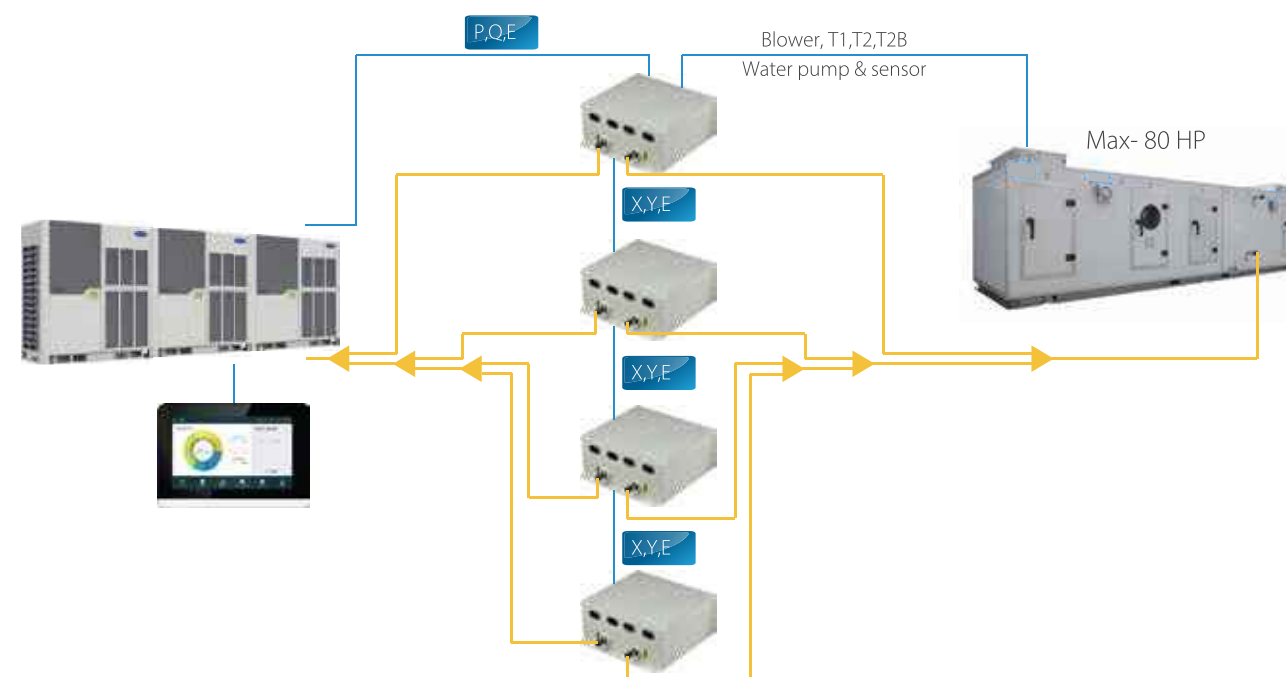 P,Q,E
Blower, T1,T2,T2B
Water pump & sensor
Max- 80 HP
X,Y,E
X,Y,E
X,Y,E